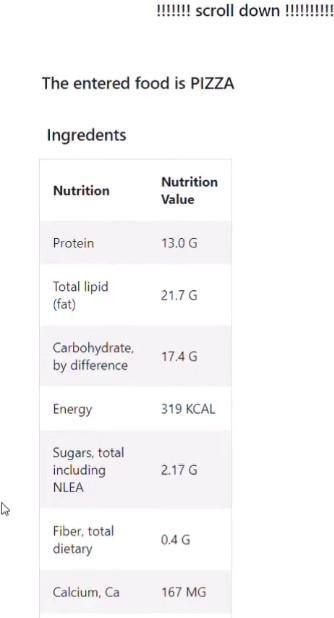 !!!!!!! scroll down !!!!!!!!!!
The entered food is PIZZA
Ingredents
Nutrition
Nutrition
Value
Protein
13.0 G
Total lipid
(fat)
21.7 G
Carbohydrate,
by difference
17.4 G
Energy
319 KCAL
Sugars, total
including
NLEA
2.17 G
Fiber, total
dietary
0.4 G
Calcium, Ca
167 MG